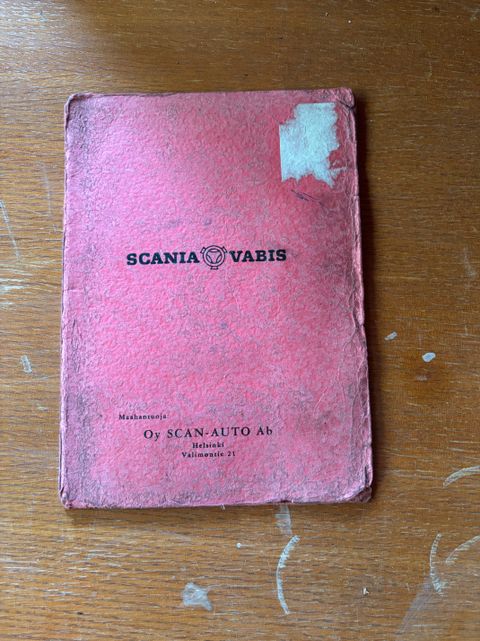 SCANIA VABIS
Maahantuoja:
Oy SCAN-AUTO Ab
Helsinki
Valimontie 21